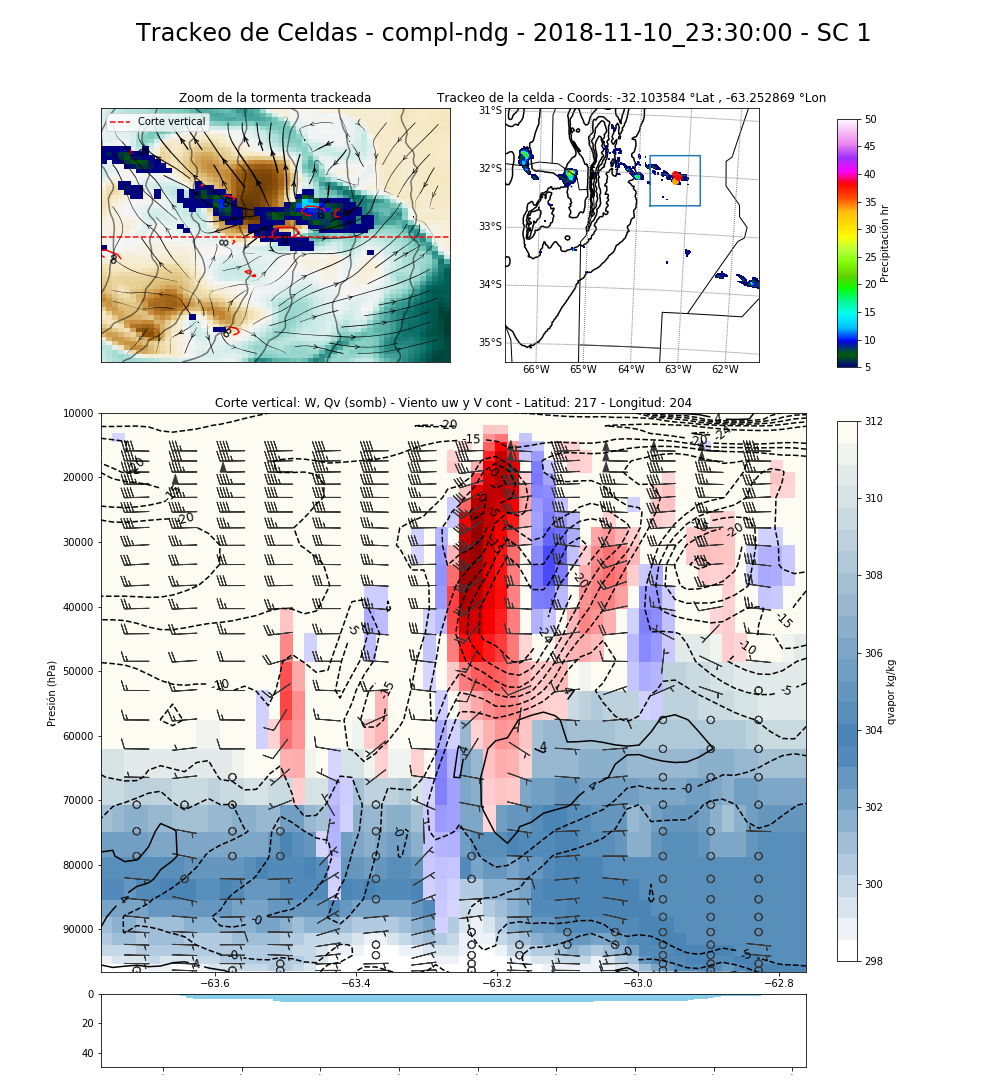 Trackeo de Celdas - compl-ndg - 2018-11-10_23:30:00 - SC 1
Zoom de la tormenta trackeada
Trackeo de la celda - Coords: -32.103584 °Lat , -63.252869 °Lon
Corte vertical
31°S
32°S
33°S
34°S
35°S
66°W 65°W 64°W 63°W 62°W
50
45
40
35
30
25
20
15
10
5
Precipitación hr
Corte vertical: W, Qv (somb) - Viento uw y V cont - Latitud: 217 - Longitud: 204
10000
20000
30000
40000
50000
60000
70000
80000
90000
Presión (hPa)
−63.6 −63.4 −63.2 −63.0 −62.8
312
310
308
306
304
302
300
298
qvapor kg/kg
0
20
40